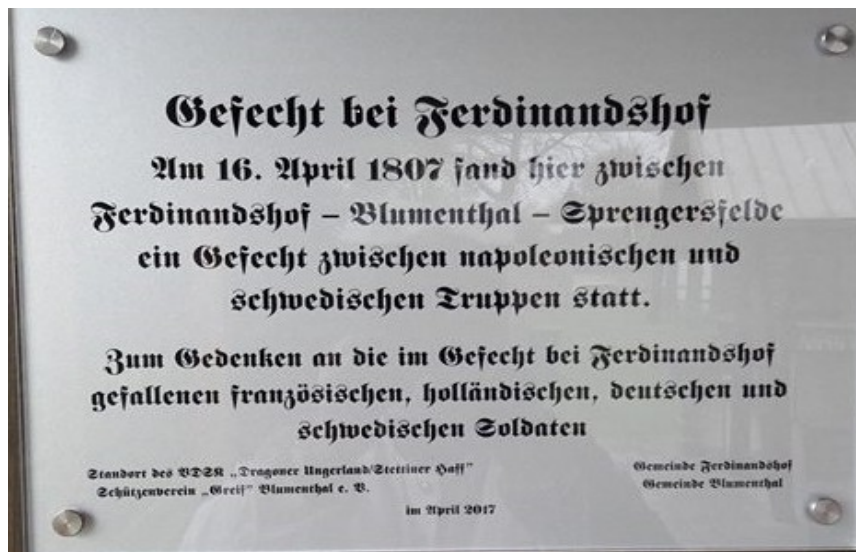 Gefecht bei Ferdinandshof
Am 16. April 1807 fand hier zwischen
Ferdinandshof – Blumenthal – Sprengersfelde
ein Gefecht zwischen napoleonischen und
schwedischen Truppen statt.
Zum Gedenken an die im Gefecht bei Ferdinandshof
gefallenen französischen, holländischen, deutschen und
schwedischen Soldaten
Standort des VDSK „Dragoner Ungerland/Stettiner Haff“
Schützenverein „Greif“ Blumenthal e. V.
Gemeinde Ferdinandshof
Gemeinde Blumenthal
im April 2017